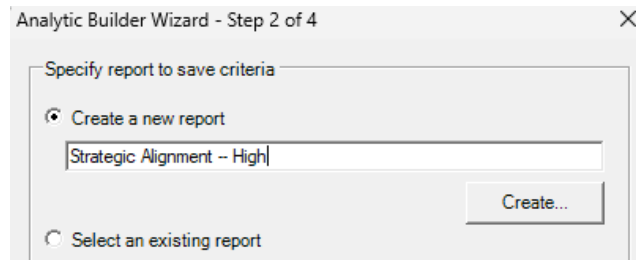 Analytic Builder Wizard - Step 2 of 4
Specify report to save criteria
Create a new report
Strategic Alignment -- High
Create...
Select an existing report